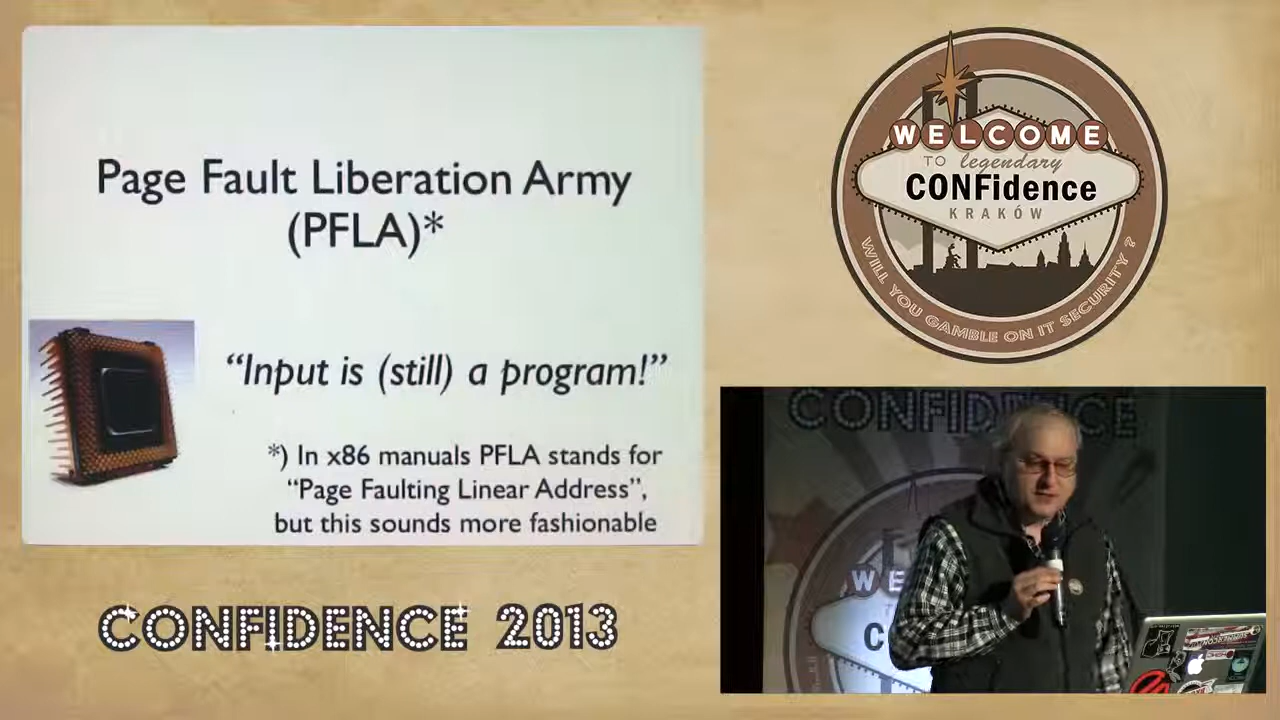 Page Fault Liberation Army
(PFLA)*
“Input is (still) a program!”
*) In x86 manuals PFLA stands for
“Page Faulting Linear Address”,
but this sounds more fashionable
CONFIDENCE 2013
WELCOME
TO legendary
CONFidence
KRAKÓW
WILL YOU GAMBLE ON IT SECURITY?
CONFIDENCE
WE
C